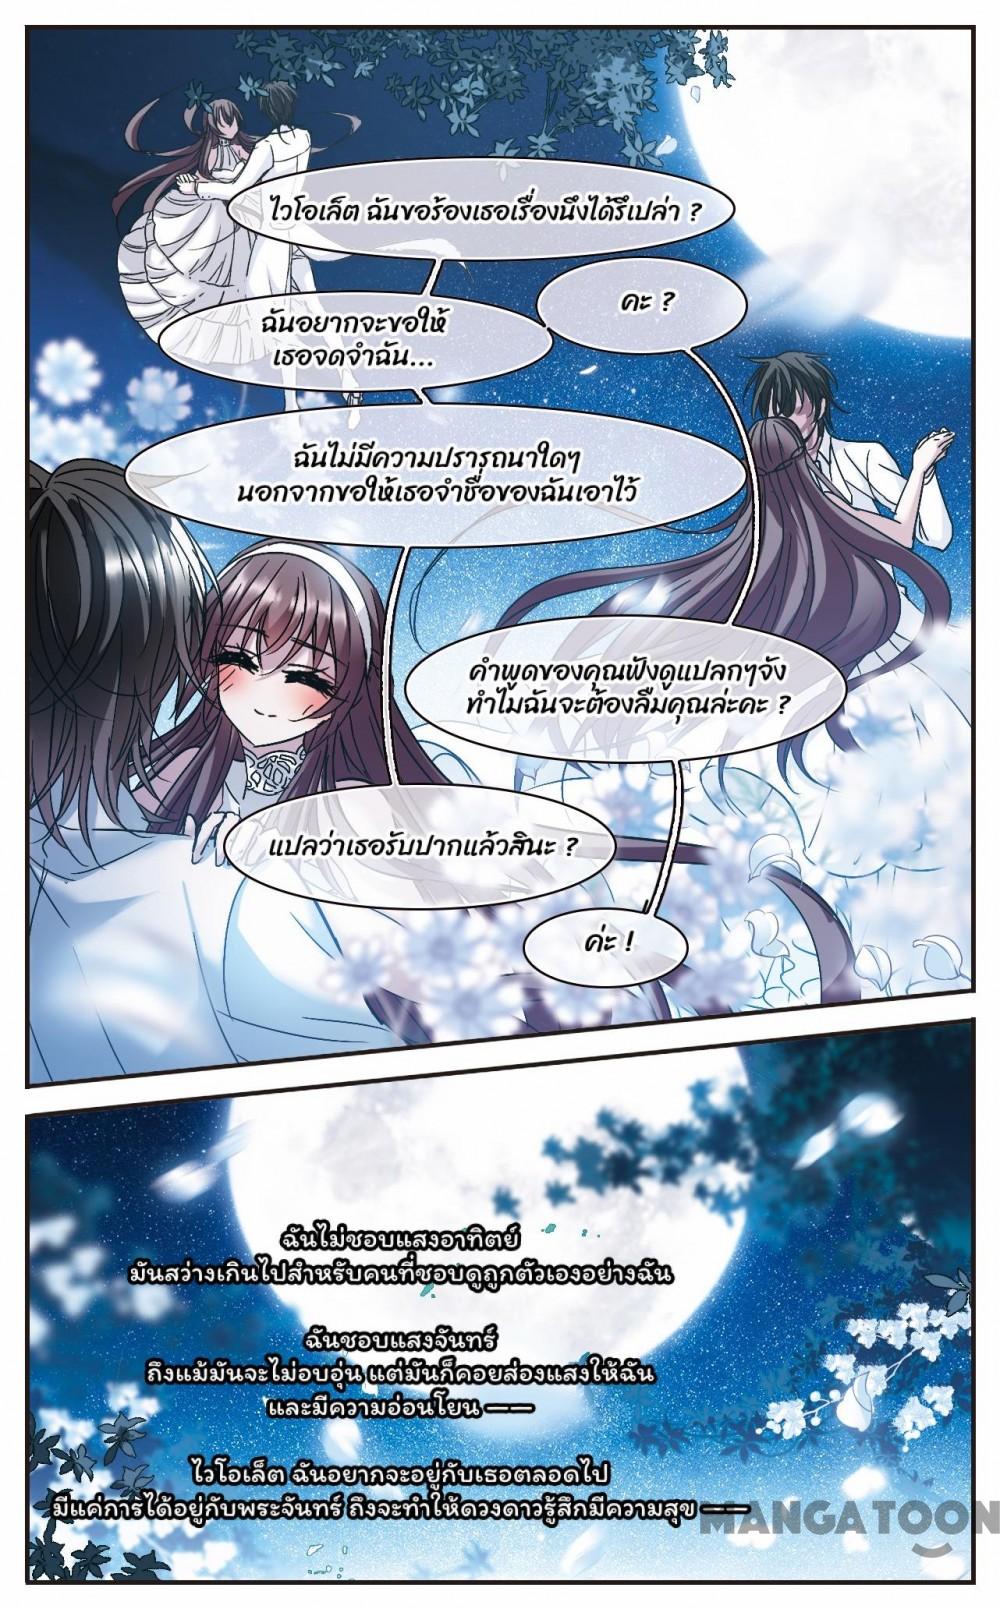 ไวโอเล็ต ฉันขอร้องเธอเรื่องนึงได้รึเปล่า ?
คะ ?
ฉันอยากจะขอให้
เธอจดจำฉัน...
ฉันไม่มีความปรารถนาใดๆ
นอกจากขอให้เธอจำชื่อของฉันเอาไว้
คำพูดของคุณฟังดูแปลกๆจัง
ทำไมฉันจะต้องลืมคุณล่ะคะ ?
แปลว่าเธอรับปากแล้วสินะ ?
ค่ะ !
ฉันไม่ชอบแสงอาทิตย์
มันสว่างเกินไปสำหรับคนที่ชอบดูถูกตัวเองอย่างฉัน
ฉันชอบแสงจันทร์
ถึงแม้มันจะไม่อบอุ่น แต่มันก็คอยส่องแสงให้ฉัน
และมีความอ่อนโยน ——
ไวโอเล็ต ฉันอยากจะอยู่กับเธอตลอดไป
มีแค่การได้อยู่กับพระจันทร์ ถึงจะทำให้ดวงดาวรู้สึกมีความสุข ——
MANGATOON